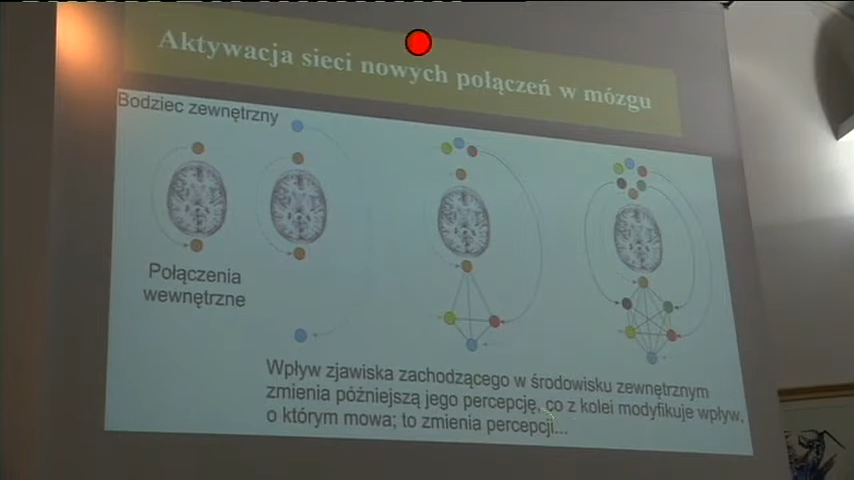 Aktywacja sieci nowych połączeń w mózgu
Bodziec zewnętrzny
Połączenia
wewnętrzne
Wpływ zjawiska zachodzącego w środowisku zewnętrznym
zmienia późniejszą jego percepcję, co z kolei modyfikuje wpływ,
o którym mowa; to zmienia percepcji...